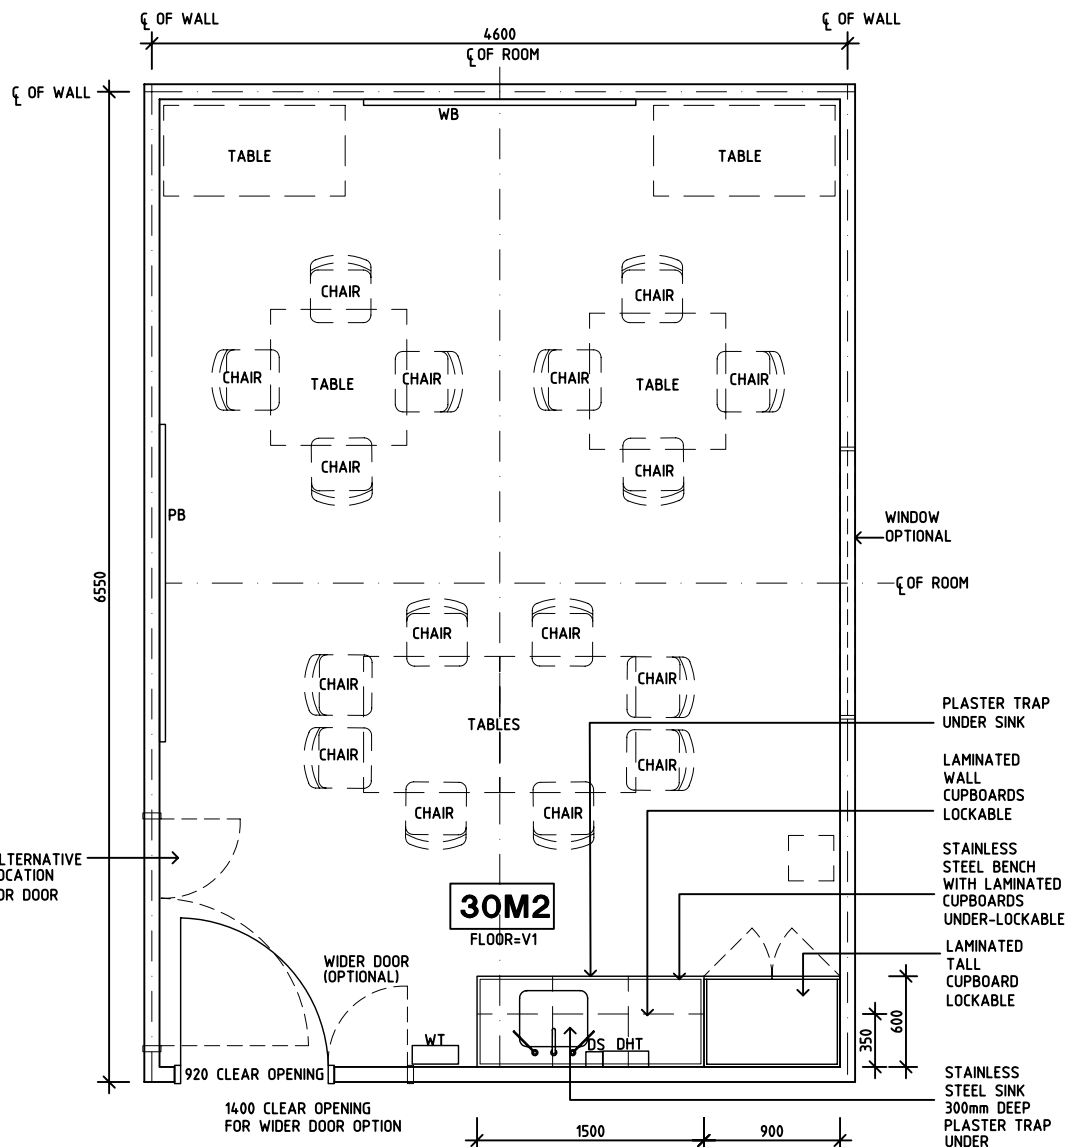 ℄ OF WALL
℄ OF WALL
4600
℄ OF ROOM
℄ OF WALL
WB
TABLE
TABLE
CHAIR
CHAIR
CHAIR
TABLE
CHAIR
CHAIR
TABLE
CHAIR
CHAIR
CHAIR
PB
WINDOW
OPTIONAL
6550
℄ OF ROOM
CHAIR
CHAIR
CHAIR
CHAIR
TABLES
CHAIR
CHAIR
CHAIR
CHAIR
PLASTER TRAP
UNDER SINK
LAMINATED
WALL
CUPBOARDS
LOCKABLE
STAINLESS
STEEL BENCH
WITH LAMINATED
CUPBOARDS
UNDER-LOCKABLE
LTERNATIVE
OCATION
OR DOOR
30M2
FLOOR=V1
LAMINATED
TALL
CUPBOARD
LOCKABLE
WIDER DOOR
(OPTIONAL)
WT
DS DHT
350
600
920 CLEAR OPENING
1400 CLEAR OPENING
FOR WIDER DOOR OPTION
STAINLESS
STEEL SINK
300mm DEEP
PLASTER TRAP
UNDER
1500
900